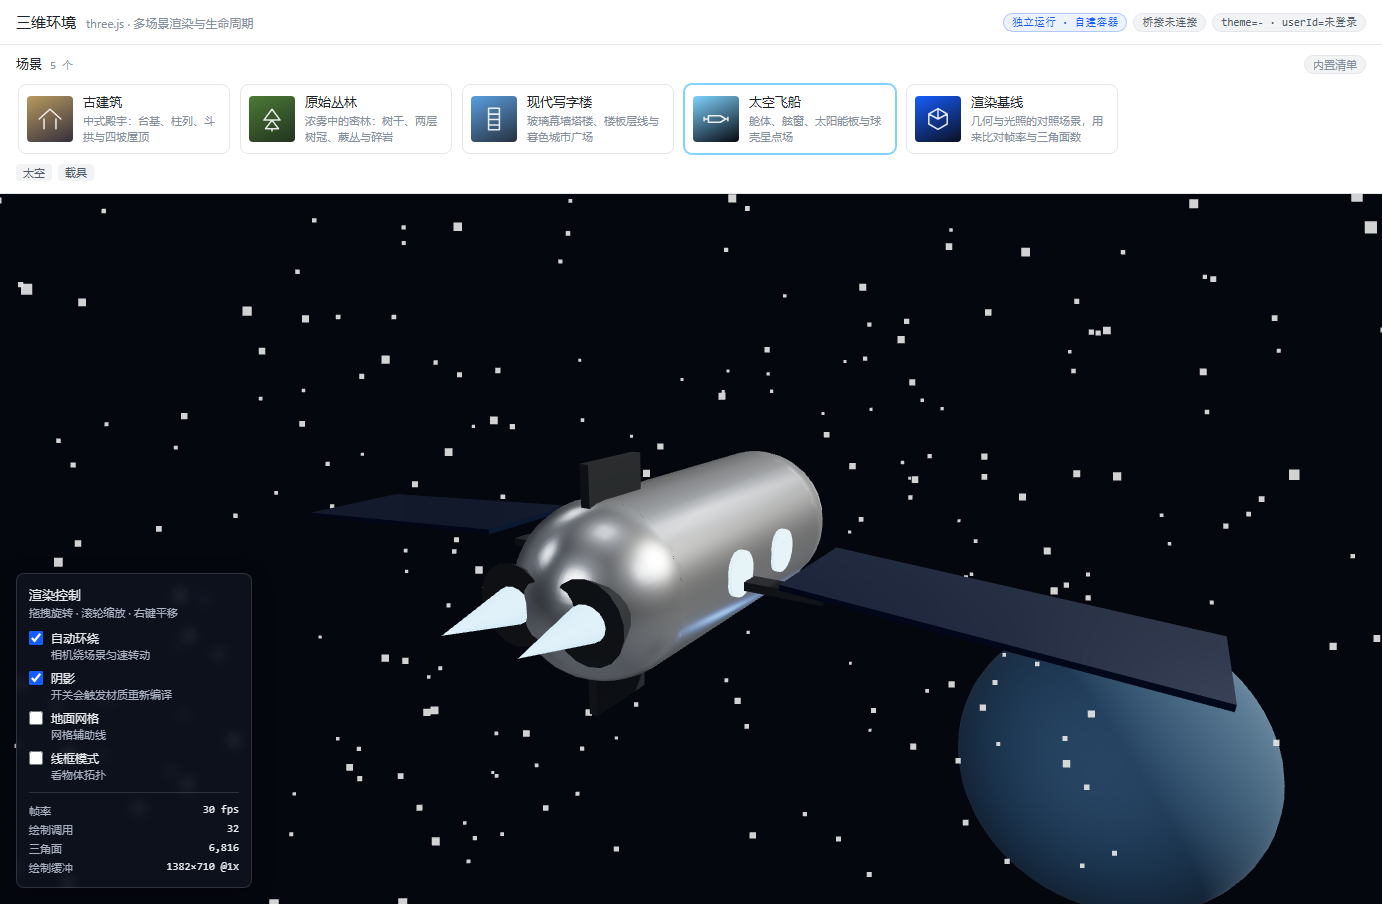 三维环境 three.js · 多场景渲染与生命周期
独立运行 · 自建容器 桥接未连接 theme=- · userId=未登录
场景 5 个
内置清单
古建筑
中式殿宇：台基、柱列、斗
拱与四坡屋顶
原始丛林
浓雾中的密林：树干、两层
树冠、蕨丛与碎岩
现代写字楼
玻璃幕墙塔楼、楼板层线与
暮色城市广场
太空飞船
舱体、舷窗、太阳能板与球
壳星点场
渲染基线
几何与光照的对照场景，用
来比对帧率与三角面数
太空 载具
渲染控制
拖拽旋转 · 滚轮缩放 · 右键平移
自动环绕
相机绕场景匀速转动
阴影
开关会触发材质重新编译
地面网格
网格辅助线
线框模式
看物体拓扑
帧率 30 fps
绘制调用 32
三角面 6,816
绘制缓冲 1382×710 @1x